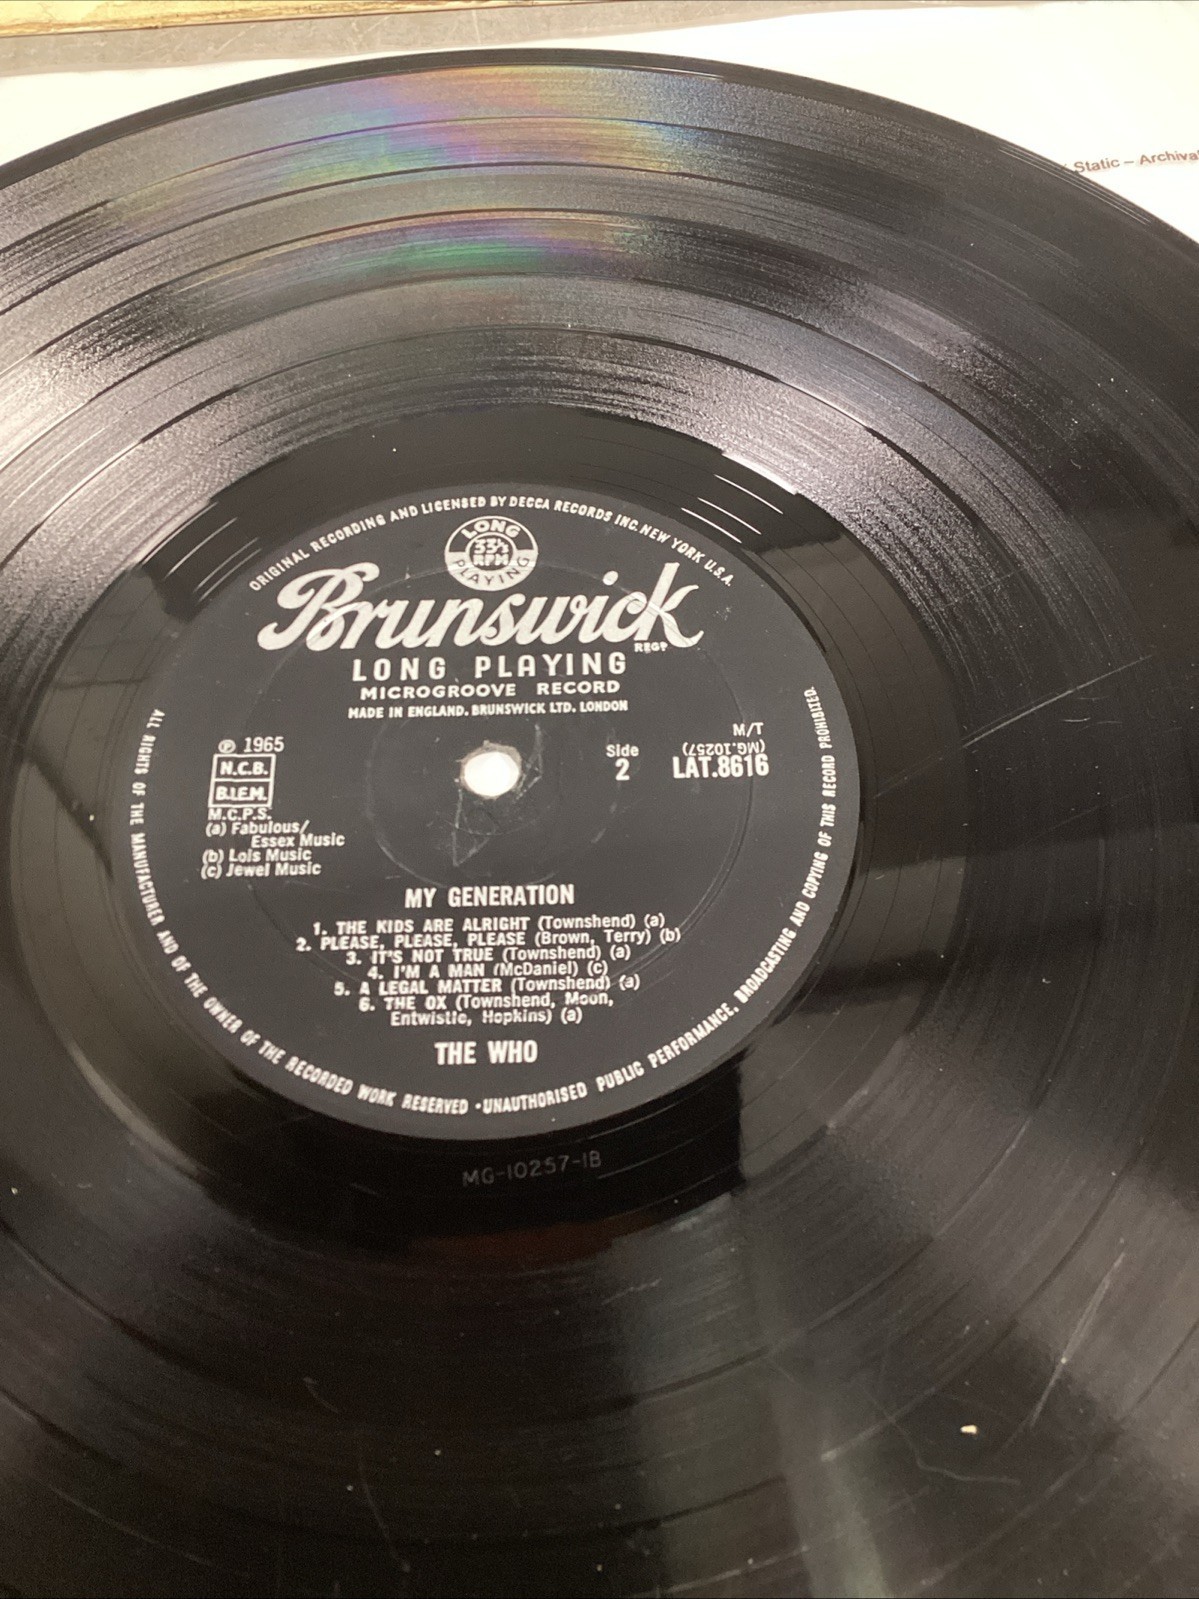 Static – Archiva
ORIGINAL RECORDING AND LICENSED BY DECCA RECORDS INC. NEW YORK U.S.A.
LONG
33⅓
RPM
PLAYING
Brunswick
REGD
LONG PLAYING
MICROGROOVE RECORD
MADE IN ENGLAND. BRUNSWICK LTD. LONDON
℗ 1965
N.C.B.
B.I.E.M.
M.C.P.S.
(a) Fabulous/
Essex Music
(b) Lois Music
(c) Jewel Music
Side
2
M/T
(MG.10257)
LAT.8616
MY GENERATION
1. THE KIDS ARE ALRIGHT (Townshend) (a)
2. PLEASE, PLEASE, PLEASE (Brown, Terry) (b)
3. IT'S NOT TRUE (Townshend) (a)
4. I'M A MAN (McDaniel) (c)
5. A LEGAL MATTER (Townshend) (a)
6. THE OX (Townshend, Moon,
Entwistle, Hopkins) (a)
THE WHO
ALL RIGHTS OF THE MANUFACTURER AND OF THE OWNER OF THE RECORDED WORK RESERVED • UNAUTHORISED PUBLIC PERFORMANCE, BROADCASTING AND COPYING OF THIS RECORD PROHIBITED.
MG-10257-1B